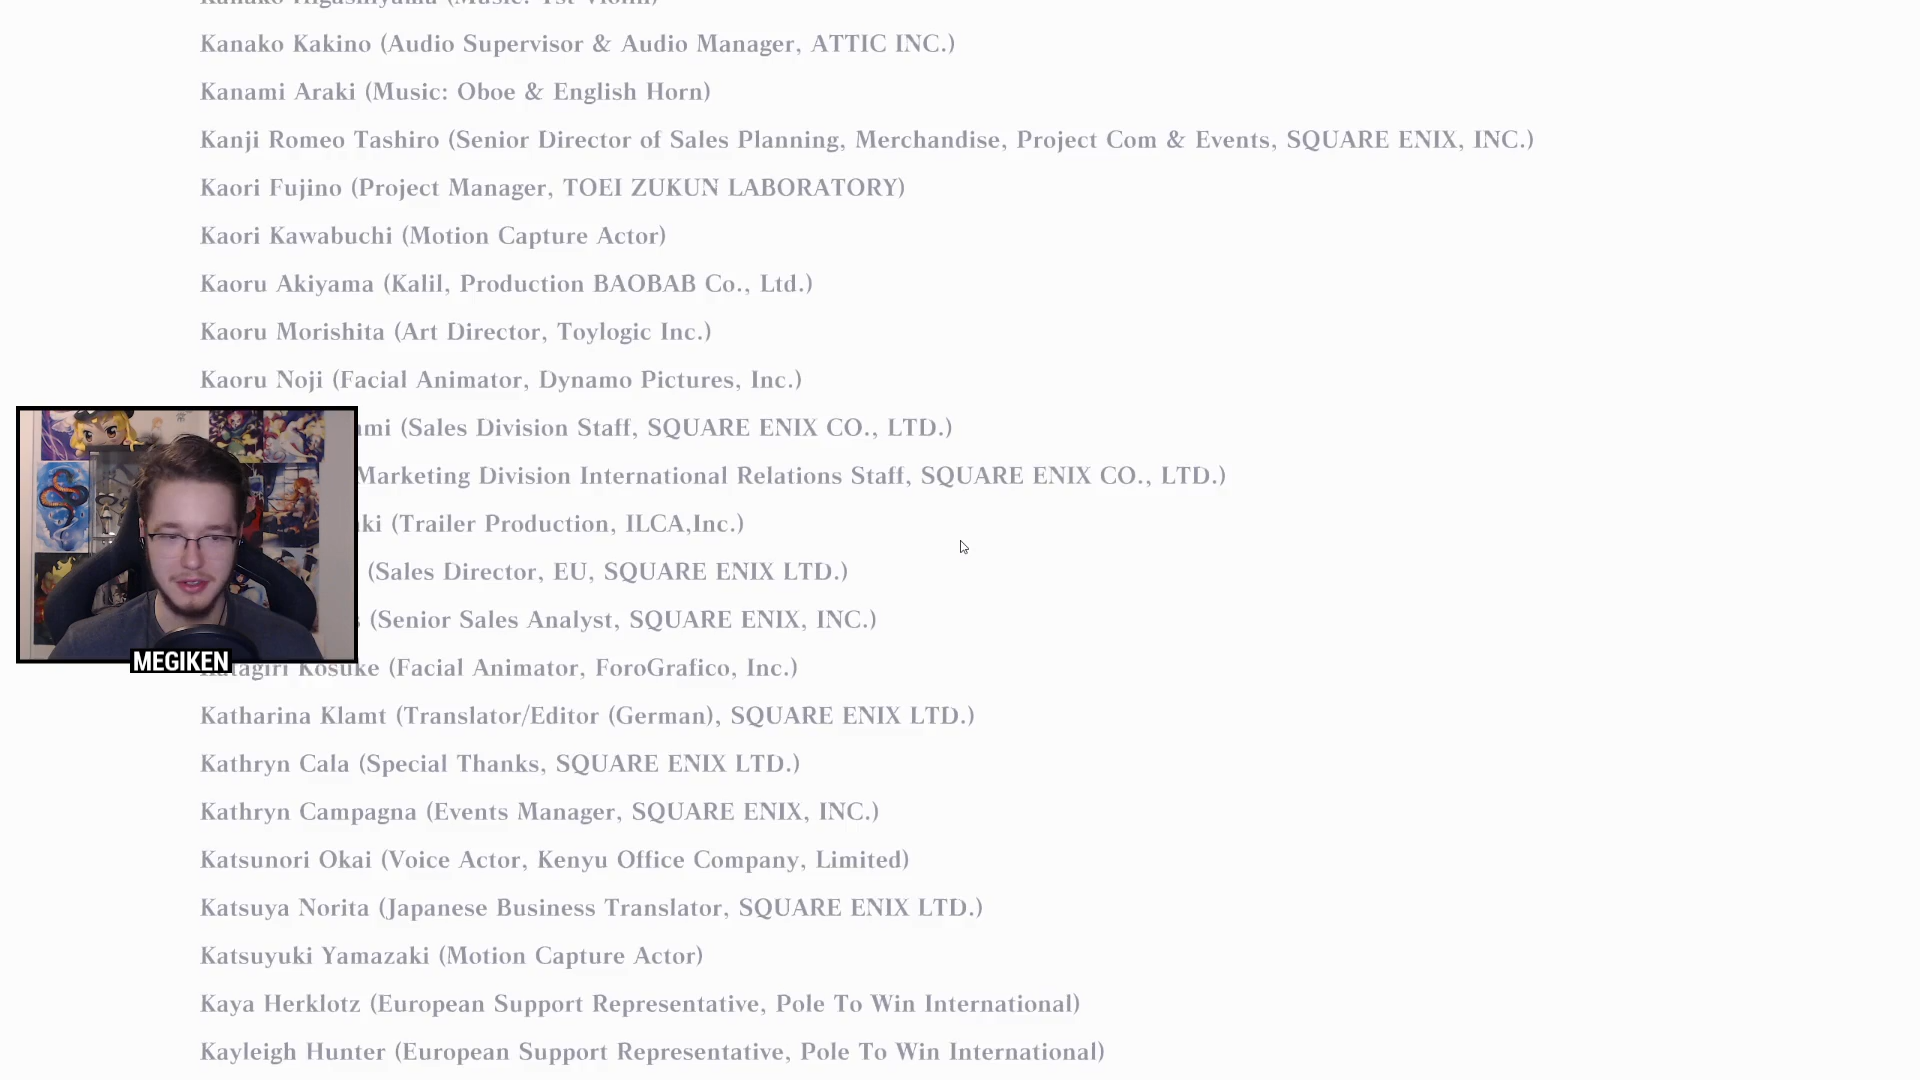 Kanako Higashiyama (Music: 1st Violin)
Kanako Kakino (Audio Supervisor & Audio Manager, ATTIC INC.)
Kanami Araki (Music: Oboe & English Horn)
Kanji Romeo Tashiro (Senior Director of Sales Planning, Merchandise, Project Com & Events, SQUARE ENIX, INC.)
Kaori Fujino (Project Manager, TOEI ZUKUN LABORATORY)
Kaori Kawabuchi (Motion Capture Actor)
Kaoru Akiyama (Kalil, Production BAOBAB Co., Ltd.)
Kaoru Morishita (Art Director, Toylogic Inc.)
Kaoru Noji (Facial Animator, Dynamo Pictures, Inc.)
(Sales Division Staff, SQUARE ENIX CO., LTD.)
Marketing Division International Relations Staff, SQUARE ENIX CO., LTD.)
(Trailer Production, ILCA,Inc.)
(Sales Director, EU, SQUARE ENIX LTD.)
(Senior Sales Analyst, SQUARE ENIX, INC.)
MEGIKEN
Kosuke (Facial Animator, ForoGrafico, Inc.)
Katharina Klamt (Translator/Editor (German), SQUARE ENIX LTD.)
Kathryn Cala (Special Thanks, SQUARE ENIX LTD.)
Kathryn Campagna (Events Manager, SQUARE ENIX, INC.)
Katsunori Okai (Voice Actor, Kenyu Office Company, Limited)
Katsuya Norita (Japanese Business Translator, SQUARE ENIX LTD.)
Katsuyuki Yamazaki (Motion Capture Actor)
Kaya Herklotz (European Support Representative, Pole To Win International)
Kayleigh Hunter (European Support Representative, Pole To Win International)